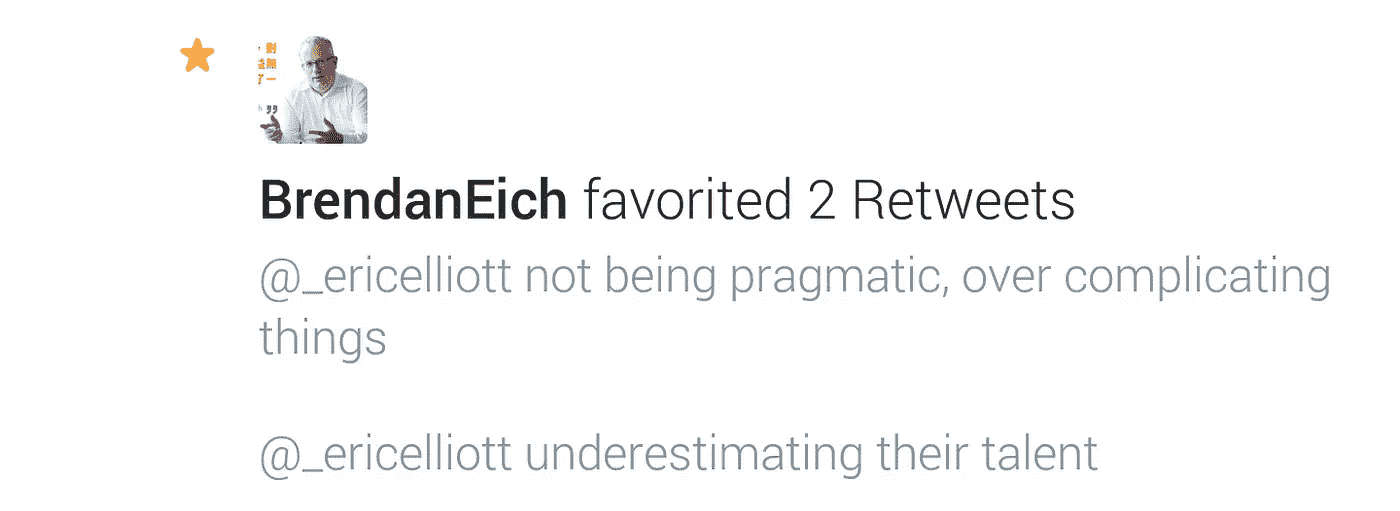 BrendanEich favorited 2 Retweets
@_ericelliott not being pragmatic, over complicating
things
@_ericelliott underestimating their talent